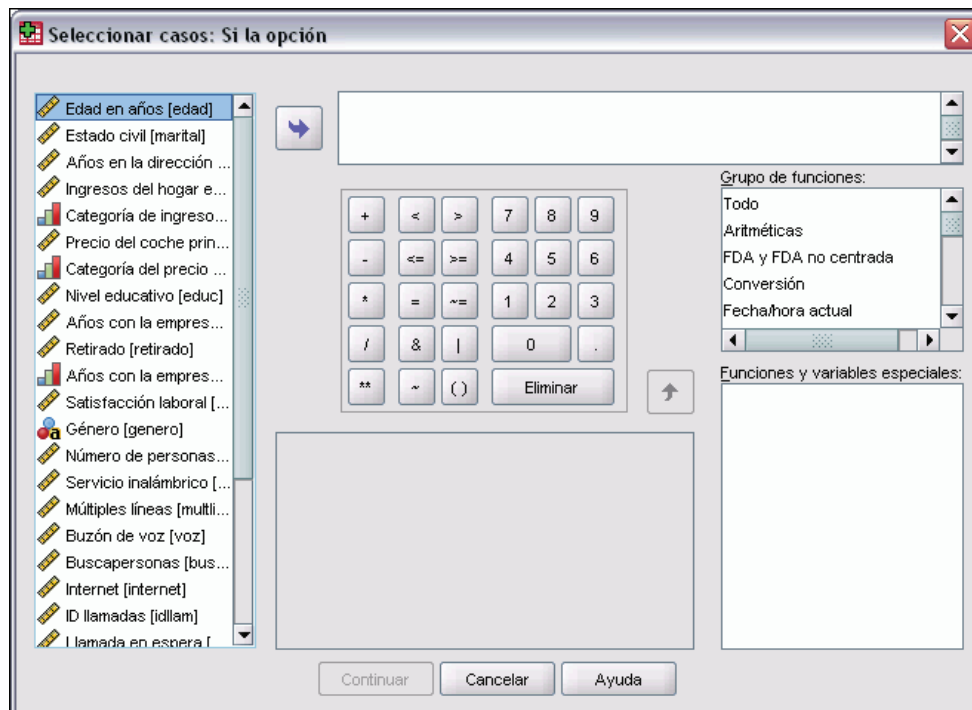 Seleccionar casos: Si la opción
Edad en años [edad]
Estado civil [marital]
Años en la dirección ...
Ingresos del hogar e...
Categoría de ingreso...
Precio del coche prin...
Categoría del precio ...
Nivel educativo [educ]
Años con la empres...
Retirado [retirado]
Años con la empres...
Satisfacción laboral [...
Género [genero]
Número de personas...
Servicio inalámbrico [...
Múltiples líneas [multli...
Buzón de voz [voz]
Buscapersonas [bus...
Internet [internet]
ID llamadas [idllam]
Llamada en espera [...
+ < > 7 8 9
- <= >= 4 5 6
* = ~= 1 2 3
/ & | 0 .
** ~ ( ) Eliminar
Grupo de funciones:
Todo
Aritméticas
FDA y FDA no centrada
Conversión
Fecha/hora actual
Funciones y variables especiales:
Continuar Cancelar Ayuda